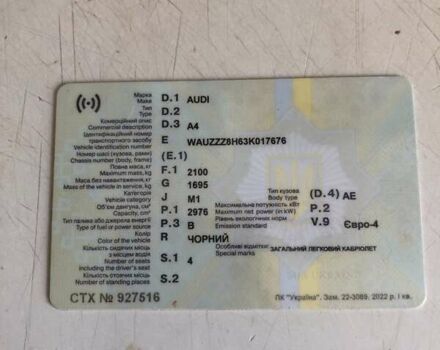 Марка
Make D.1 AUDI
Тип
Type D.2
Комерційний опис
Commercial description D.3 A4
Ідентифікаційний номер
транспортного засобу E WAUZZZ8H63K017676
Vehicle identification number
Номер шасі (кузова, рами)
Chassis number (body, frame) (E.1)
Повна маса, кг
Maximum mass, kg F.1 2100
Маса без навантаження, кг
Mass of the vehicle in service, kg G 1695
Категорія
Vehicle category J M1
Тип кузова
Body type (D.4) AE
Об'єм двигуна, см³
Capacity, cm³ P.1 2976
Максимальна потужність, кВт
Maximum net power (in kW) P.2
Тип пального або джерела енергії
Type of fuel or power source P.3 B
Рівень екологічних норм
Emission standard V.9 Євро-4
Колір
Color of the vehicle R ЧОРНИЙ
Кількість сидячих місць
з місцем водія
Number of seats
including the driver's seat S.1 4
Особливі відмітки
Special marks ЗАГАЛЬНИЙ ЛЕГКОВИЙ КАБРІОЛЕТ
Кількість стоячих місць
Number of standing places S.2
СТХ № 927516
ПК "Україна". Зам. 22-3069. 2022 р. І кв.